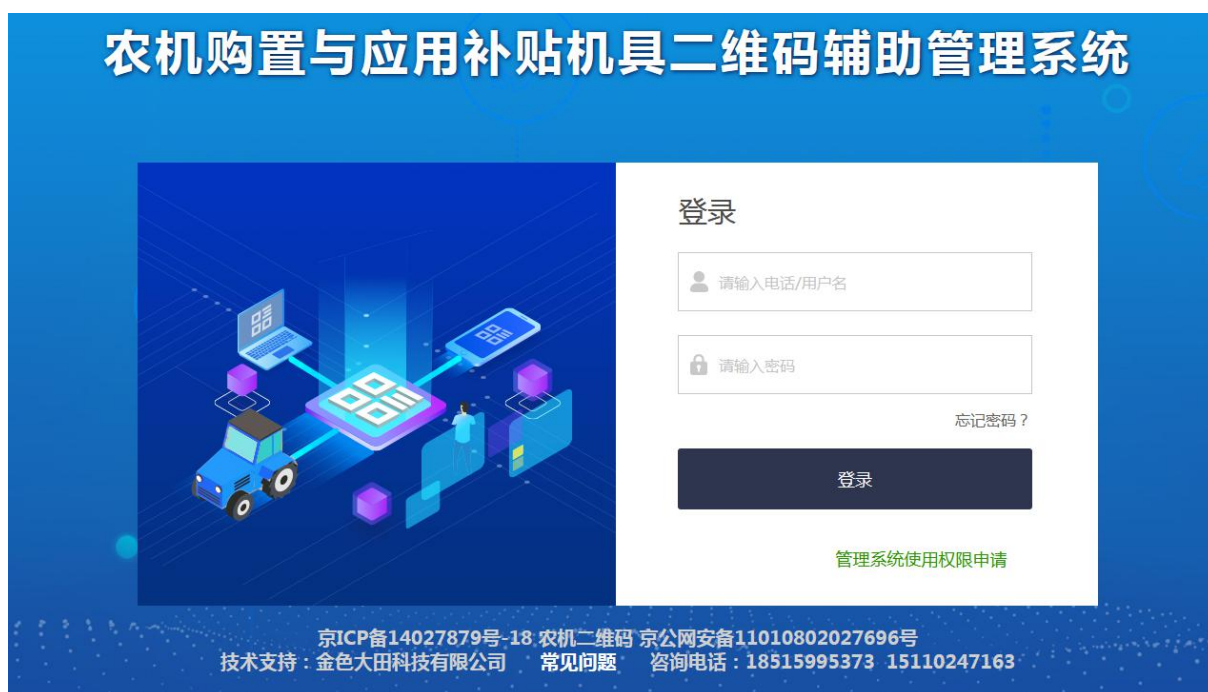 农机购置与应用补贴机具二维码辅助管理系统
登录
请输入电话/用户名
请输入密码
忘记密码？
登录
管理系统使用权限申请
京ICP备14027879号-18 农机二维码 京公网安备11010802027696号
技术支持：金色大田科技有限公司 常见问题 咨询电话：18515995373 15110247163